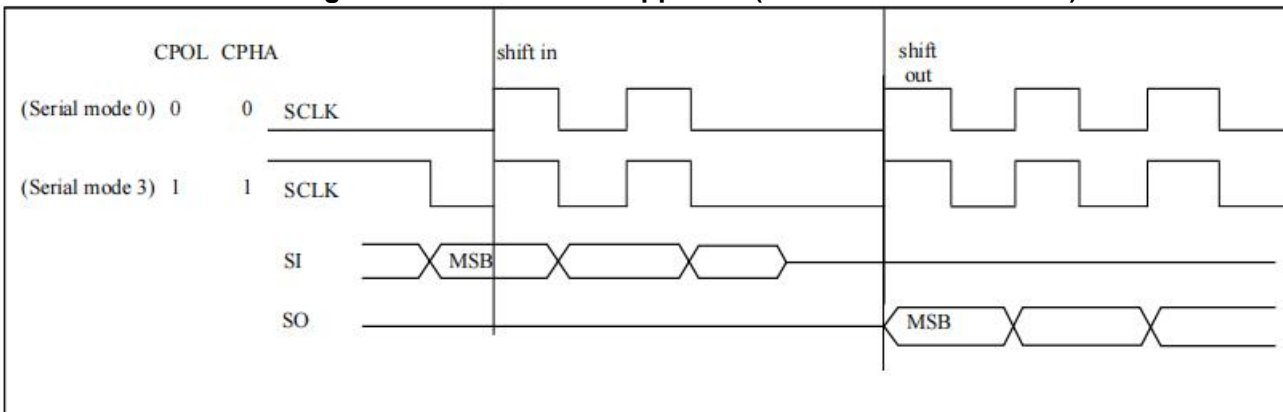 CPOL CPHA
shift in
shift
out
(Serial mode 0) 0 0 SCLK
(Serial mode 3) 1 1 SCLK
SI MSB
SO MSB